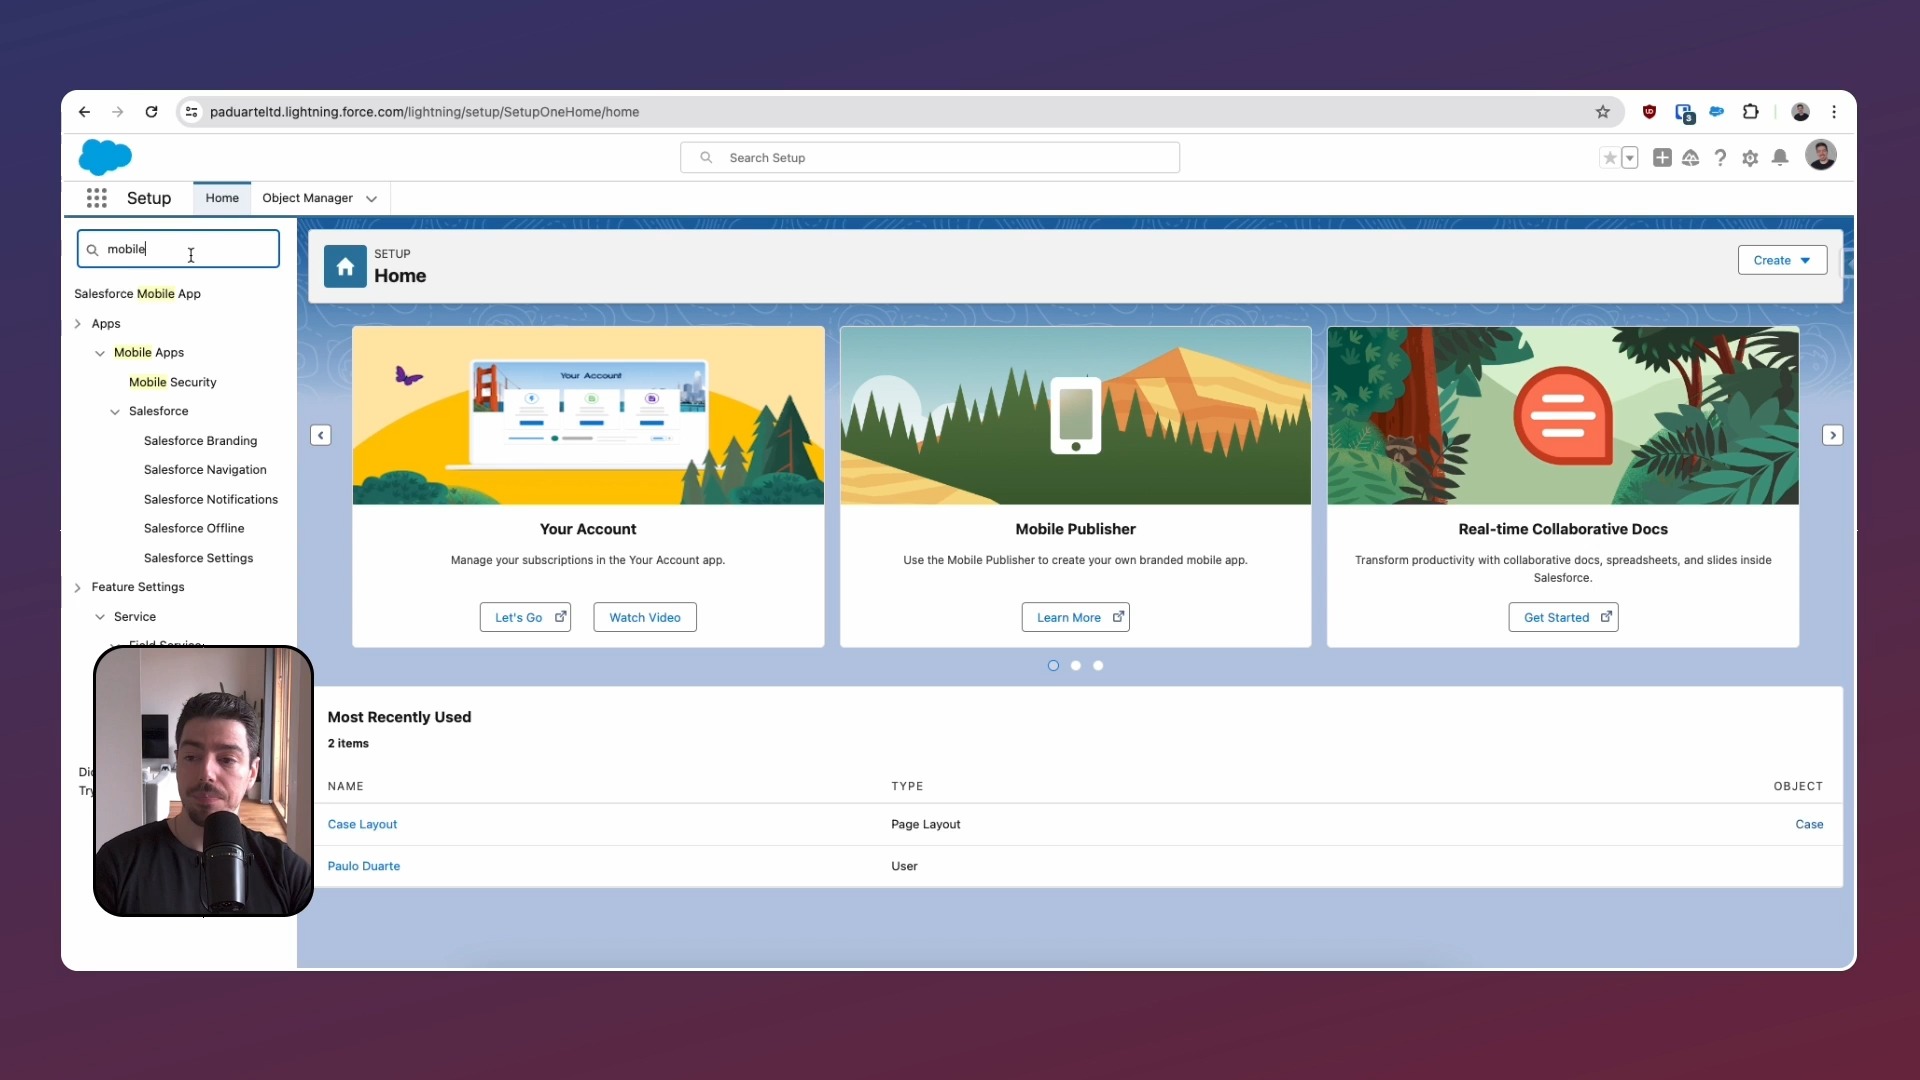 paduarteltd.lightning.force.com/lightning/setup/SetupOneHome/home
3
Search Setup
Setup
Home
Object Manager
mobile
Salesforce Mobile App
Apps
Mobile Apps
Mobile Security
Salesforce
Salesforce Branding
Salesforce Navigation
Salesforce Notifications
Salesforce Offline
Salesforce Settings
Feature Settings
Service
Field Service
SETUP
Home
Create
Your Account
Your Account
Manage your subscriptions in the Your Account app.
Let's Go
Watch Video
Mobile Publisher
Use the Mobile Publisher to create your own branded mobile app.
Learn More
Real-time Collaborative Docs
Transform productivity with collaborative docs, spreadsheets, and slides inside
Salesforce.
Get Started
Most Recently Used
2 items
NAME
TYPE
OBJECT
Case Layout
Page Layout
Case
Paulo Duarte
User